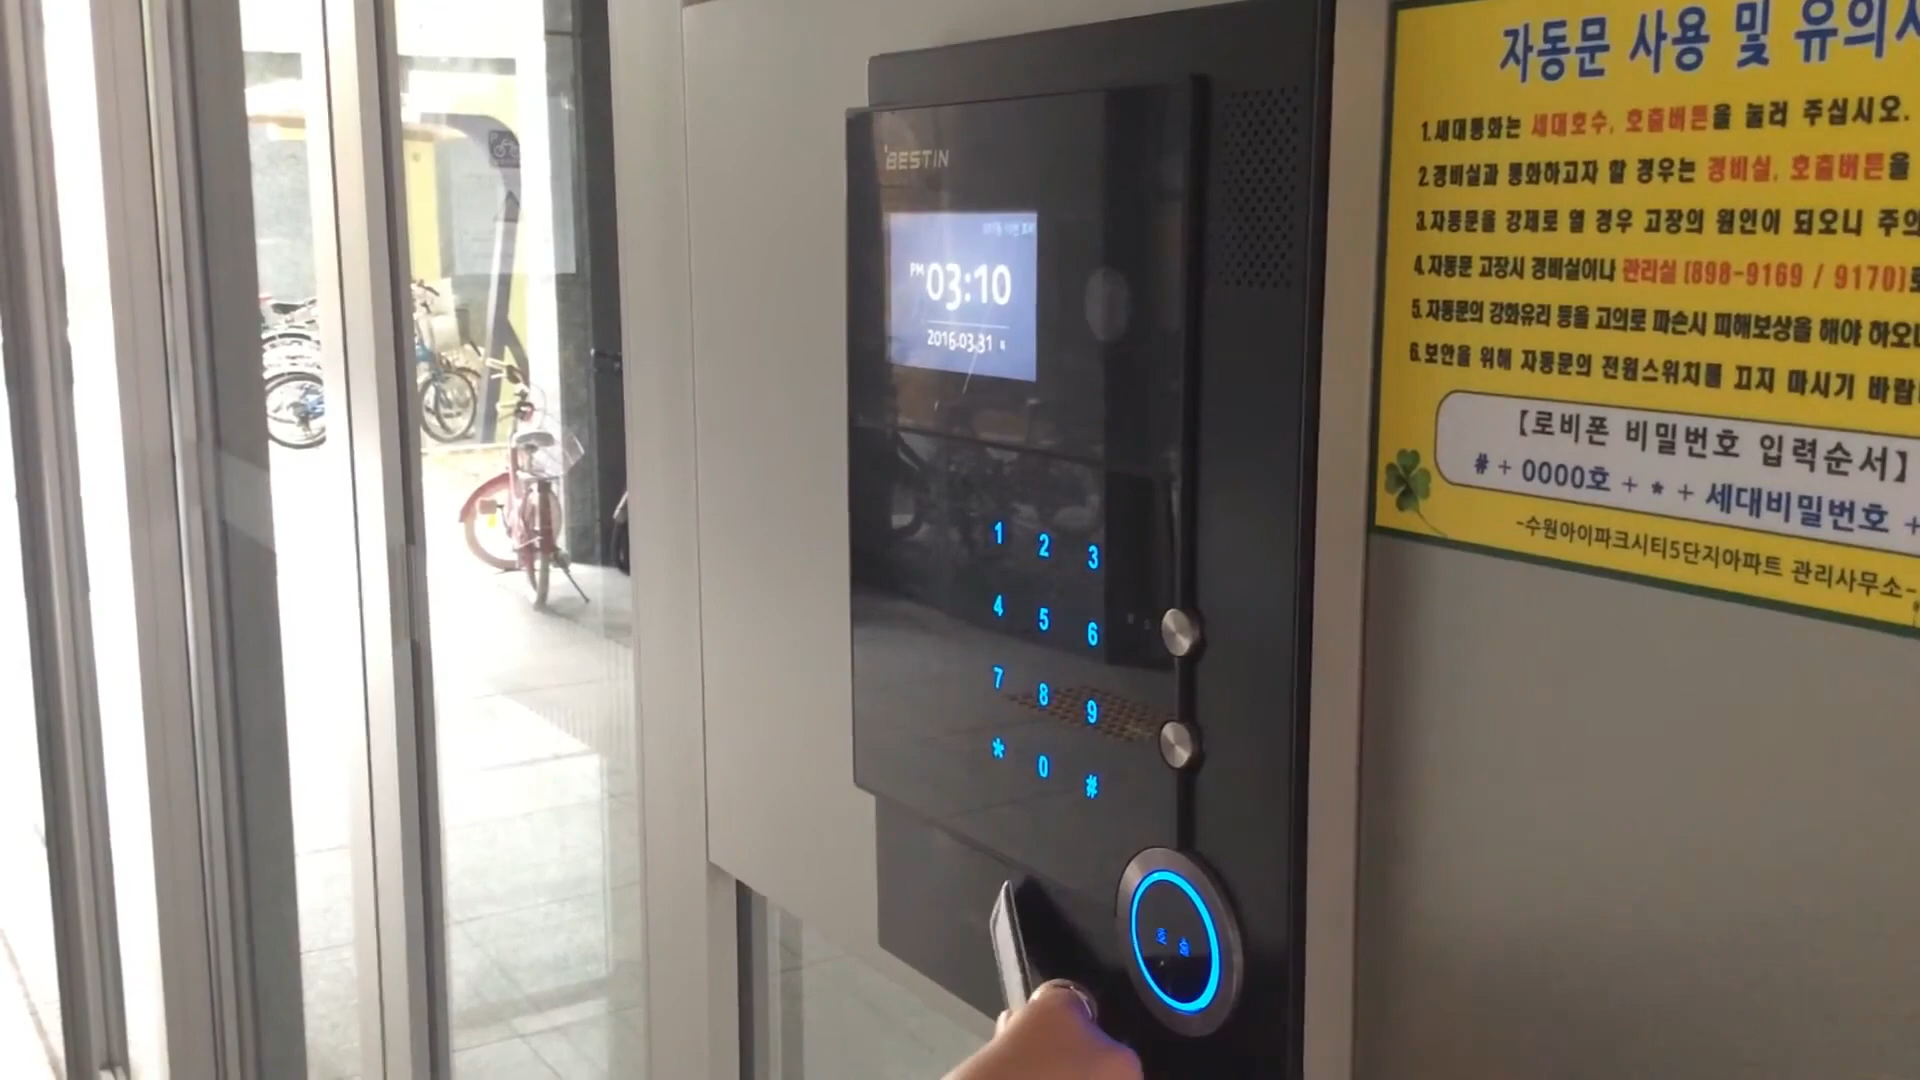 BESTIN
PM 03:10
2016.03.31
1 2 3
4 5 6
7 8 9
* 0 #
호출
자동문 사용 및 유의사
1.세대통화는 세대호수, 호출버튼을 눌러 주십시오.
2.경비실과 통화하고자 할 경우는 경비실, 호출버튼을
3.자동문을 강제로 열 경우 고장의 원인이 되오니 주의
4.자동문 고장시 경비실이나 관리실 (898-9169 / 9170)로
5.자동문의 강화유리 등을 고의로 파손시 피해보상을 해야 하오니
6.보안을 위해 자동문의 전원스위치를 끄지 마시기 바랍니
【로비폰 비밀번호 입력순서】
# + 0000호 + * + 세대비밀번호 +
-수원아이파크시티5단지아파트 관리사무소-